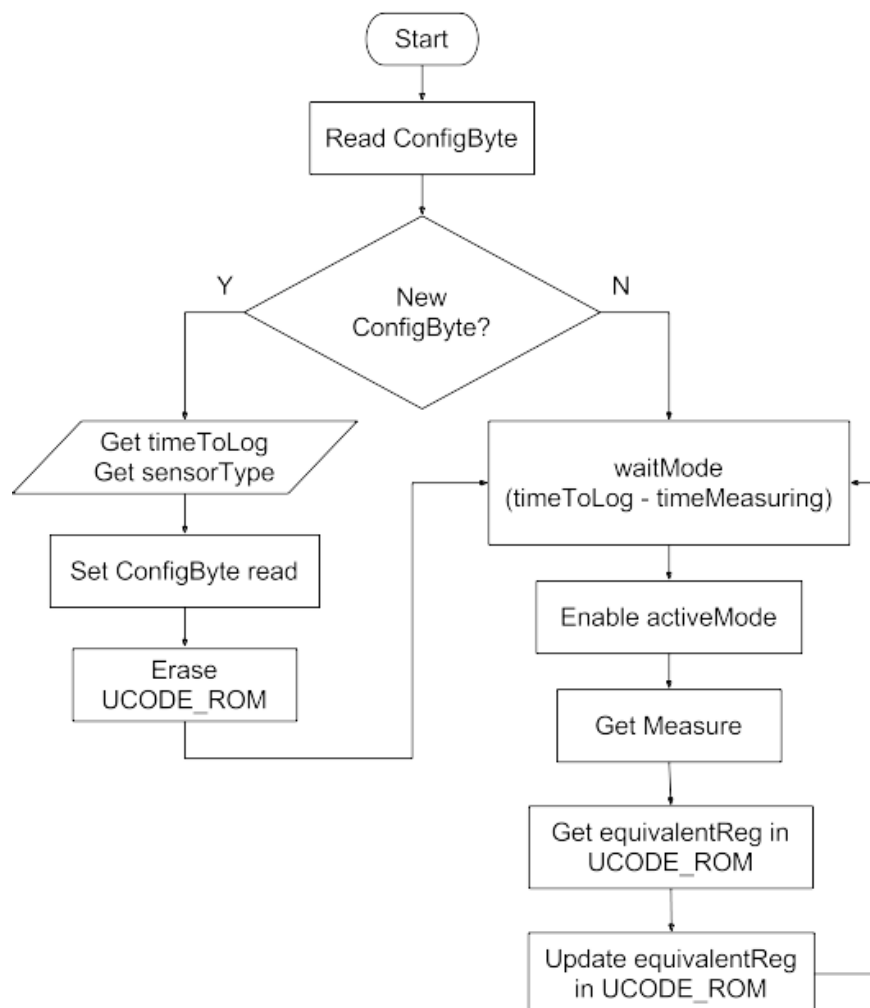 Start
Read ConfigByte
Y
N
New
ConfigByte?
Get timeToLog
Get sensorType
waitMode
(timeToLog - timeMeasuring)
Set ConfigByte read
Enable activeMode
Erase
UCODE_ROM
Get Measure
Get equivalentReg in
UCODE_ROM
Update equivalentReg
in UCODE_ROM